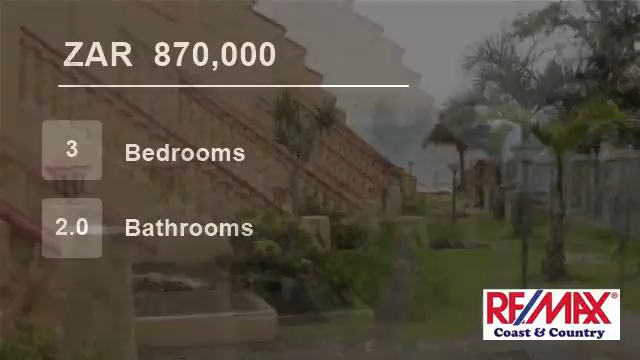 ZAR 870,000
3 Bedrooms
2.0 Bathrooms
RE/MAX®
Coast & Country